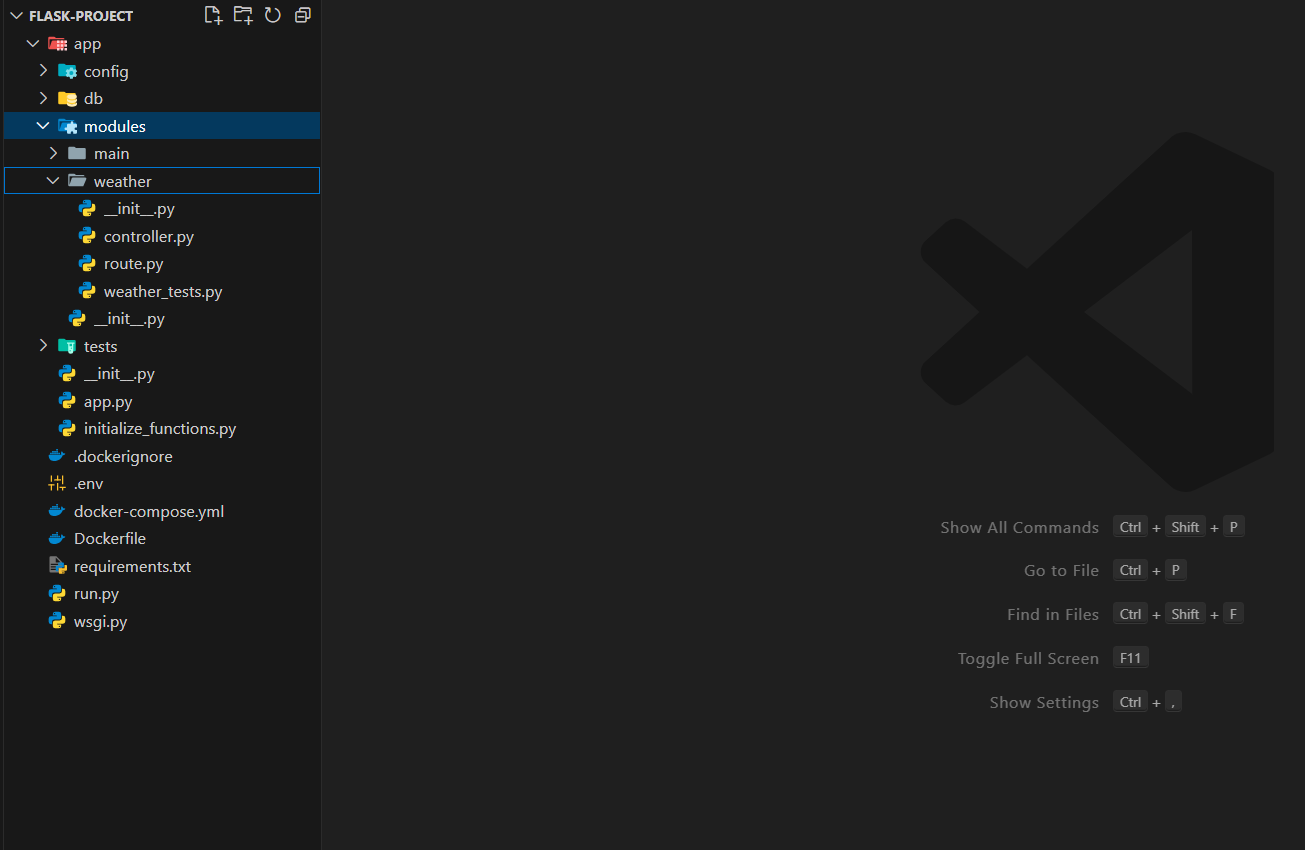 FLASK-PROJECT
app
config
db
modules
main
weather
__init__.py
controller.py
route.py
weather_tests.py
__init__.py
tests
__init__.py
app.py
initialize_functions.py
.dockerignore
.env
docker-compose.yml
Dockerfile
requirements.txt
run.py
wsgi.py
Show All Commands Ctrl + Shift + P
Go to File Ctrl + P
Find in Files Ctrl + Shift + F
Toggle Full Screen F11
Show Settings Ctrl + ,